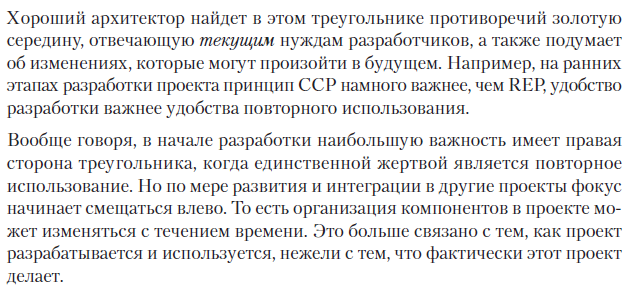 Хороший архитектор найдет в этом треугольнике противоречий золотую
середину, отвечающую текущим нуждам разработчиков, а также подумает
об изменениях, которые могут произойти в будущем. Например, на ранних
этапах разработки проекта принцип CCP намного важнее, чем REP, удобство
разработки важнее удобства повторного использования.
Вообще говоря, в начале разработки наибольшую важность имеет правая
сторона треугольника, когда единственной жертвой является повторное
использование. Но по мере развития и интеграции в другие проекты фокус
начинает смещаться влево. То есть организация компонентов в проекте мо-
жет изменяться с течением времени. Это больше связано с тем, как проект
разрабатывается и используется, нежели с тем, что фактически этот проект
делает.